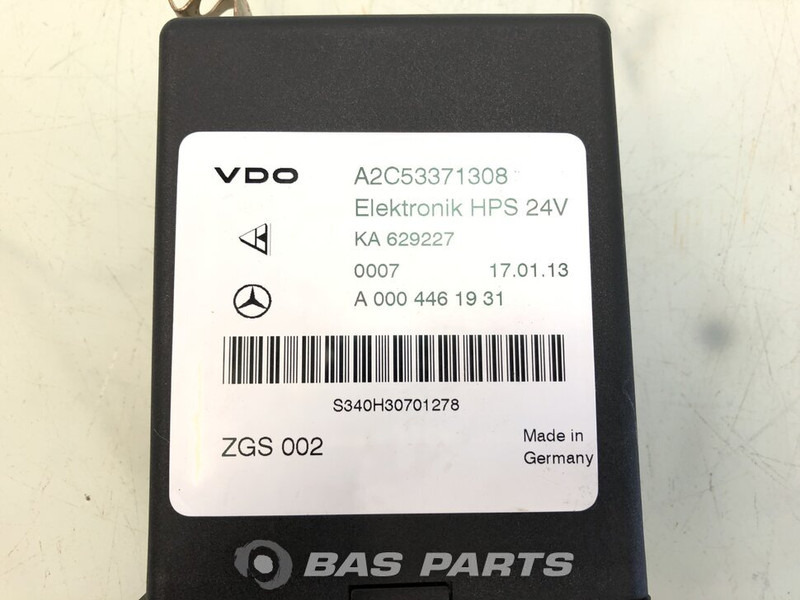 VDO A2C53371308
Elektronik HPS 24V
KA 629227
0007 17.01.13
A 000 446 19 31
S340H30701278
ZGS 002
Made in
Germany
BAS PARTS